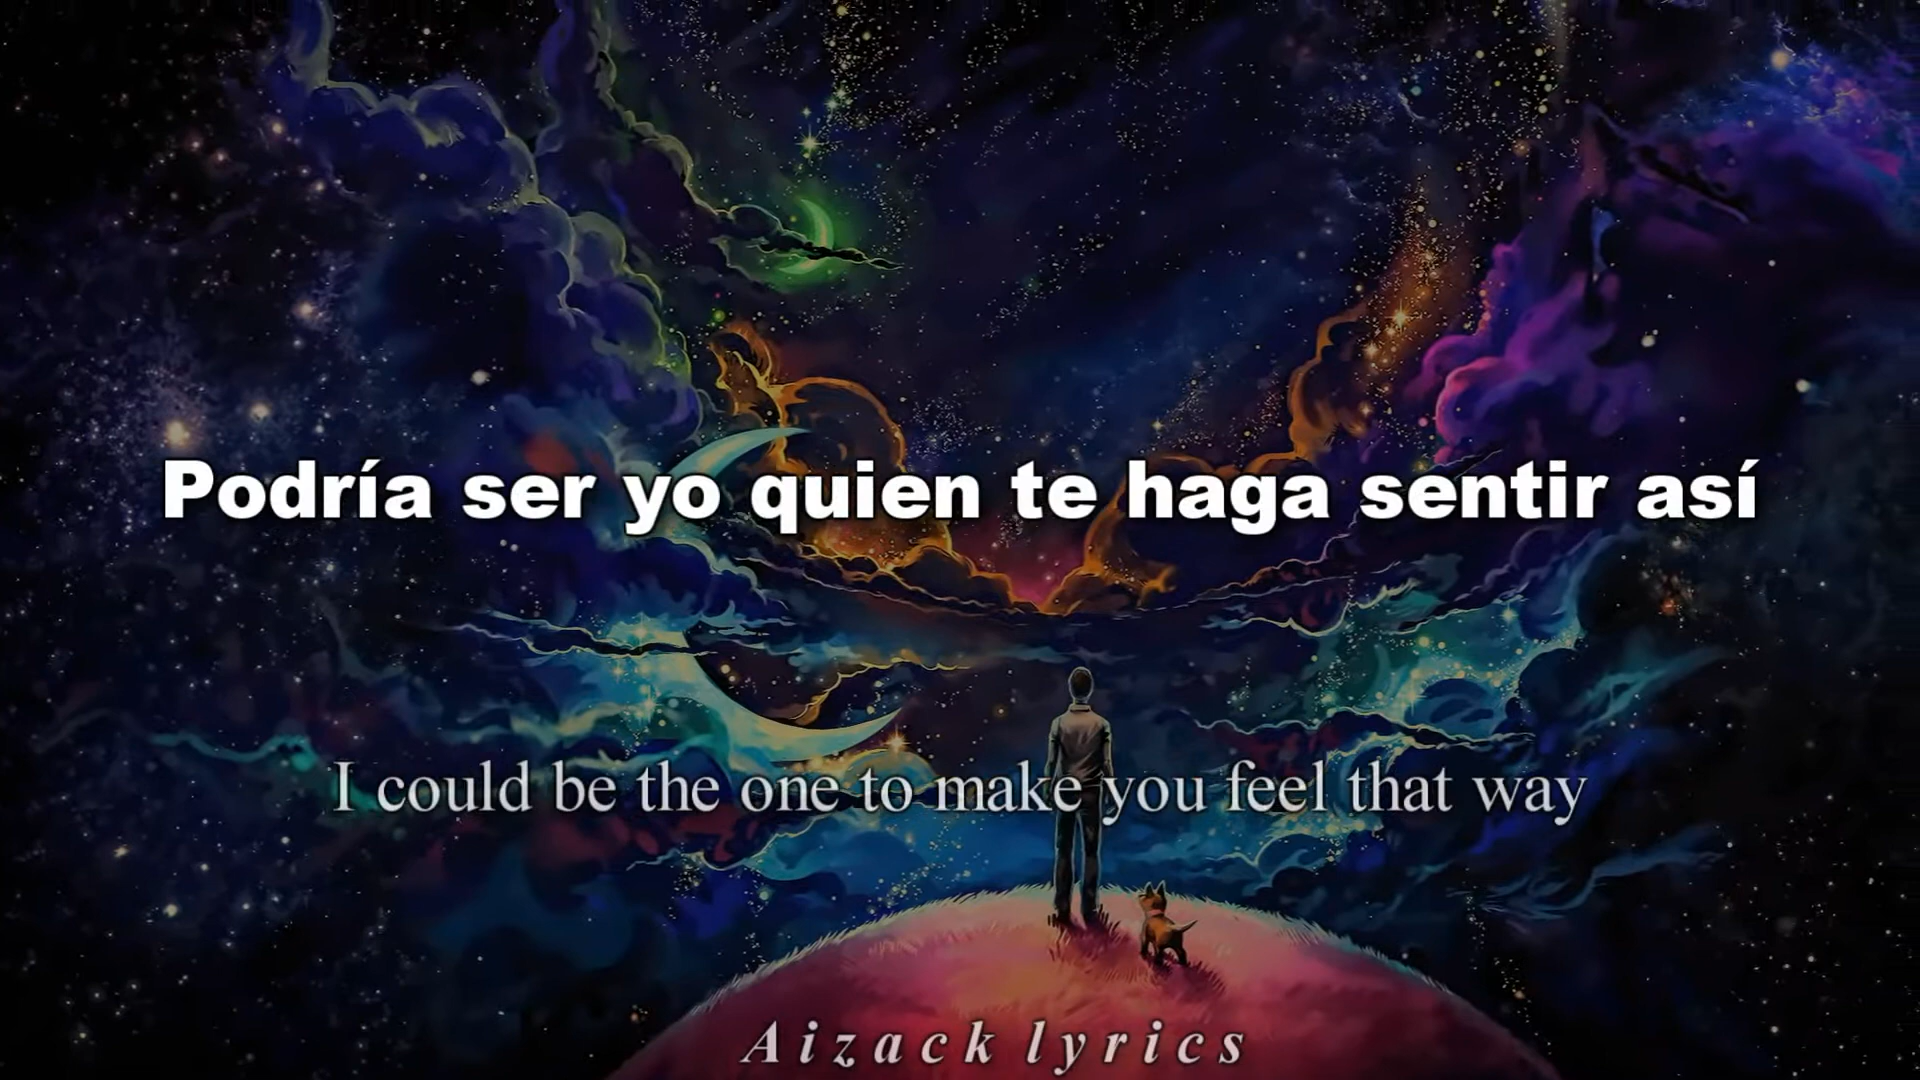 Podría ser yo quien te haga sentir así
I could be the one to make you feel that way
Aizack lyrics